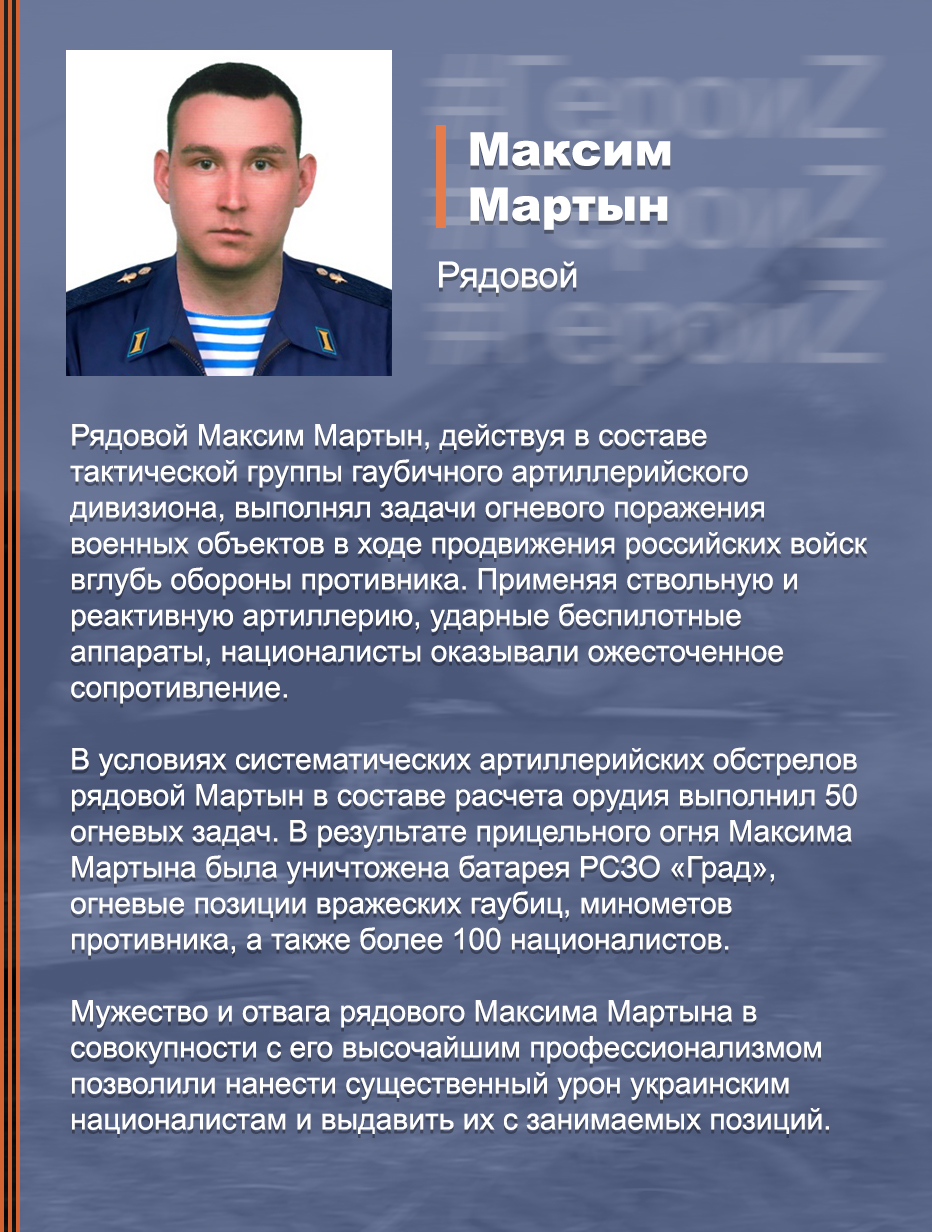 #ГероиZ
Максим
#ГероиZ
Мартын
Рядовой
#ГероиZ
Рядовой Максим Мартын, действуя в составе
тактической группы гаубичного артиллерийского
дивизиона, выполнял задачи огневого поражения
военных объектов в ходе продвижения российских войск
вглубь обороны противника. Применяя ствольную и
реактивную артиллерию, ударные беспилотные
аппараты, националисты оказывали ожесточенное
сопротивление.
В условиях систематических артиллерийских обстрелов
рядовой Мартын в составе расчета орудия выполнил 50
огневых задач. В результате прицельного огня Максима
Мартына была уничтожена батарея РСЗО «Град»,
огневые позиции вражеских гаубиц, минометов
противника, а также более 100 националистов.
Мужество и отвага рядового Максима Мартына в
совокупности с его высочайшим профессионализмом
позволили нанести существенный урон украинским
националистам и выдавить их с занимаемых позиций.